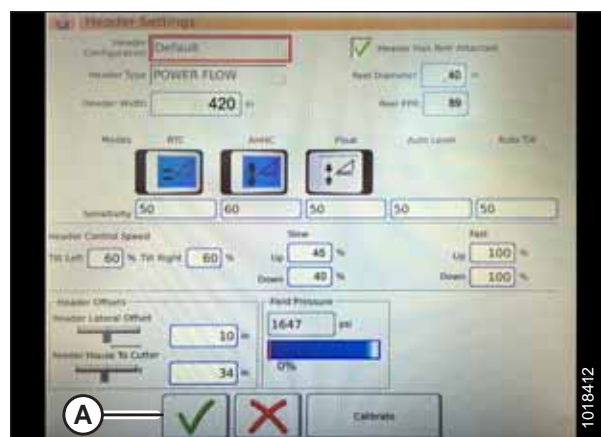 Header Settings
Header Configuration Default
Header Has Reel Attached
Header Type POWER FLOW
Reel Diameter 40 in
Header Width 420 in
Reel PPR 89
Modes RTC AHHC Float Auto Level Auto Tilt
Sensitivity 50 60 50 50 50
Header Control Speed
Slow
Fast
Tilt Left 60 % Tilt Right 60 %
Up 45 %
Up 100 %
Down 40 %
Down 100 %
Header Offsets
Field Pressure
Header Lateral Offset
10 in
1647 psi
Feeder House To Cutter
34 in
0%
Calibrate
A
1018412